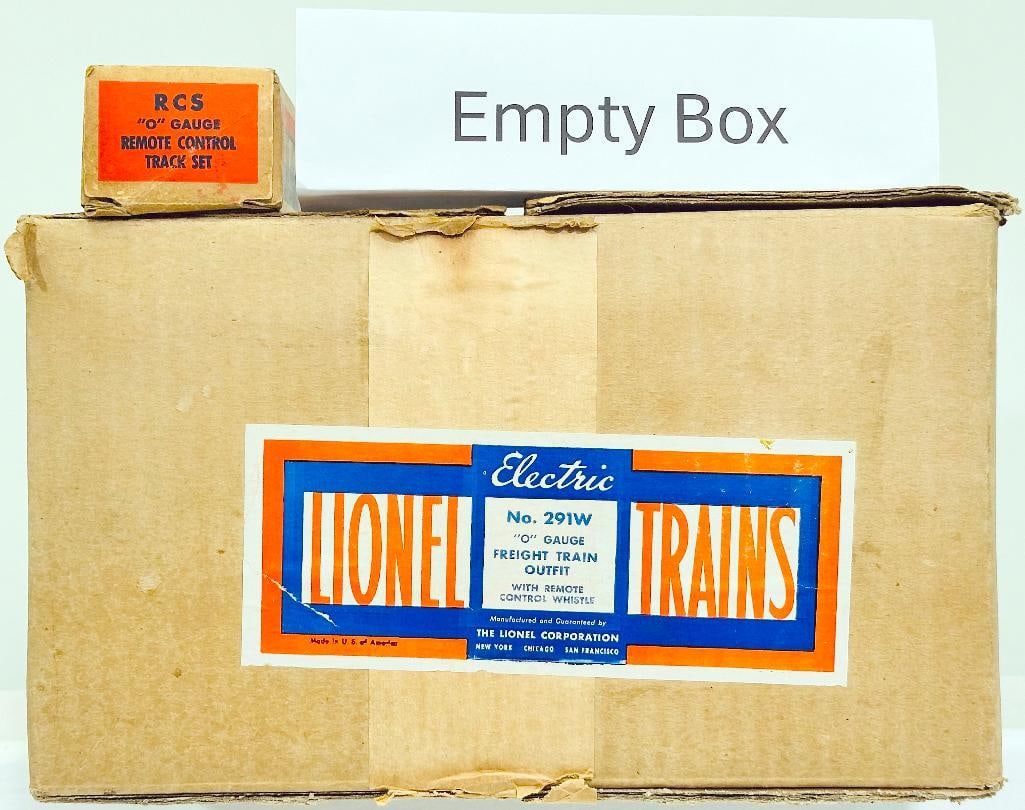 Empty Box
RCS
"O" GAUGE
REMOTE CONTROL
TRACK SET
Electric
LIONEL TRAINS
No. 291W
"O" GAUGE
FREIGHT TRAIN
OUTFIT
WITH REMOTE
CONTROL WHISTLE
Manufactured and Guaranteed by
THE LIONEL CORPORATION
NEW YORK CHICAGO SAN FRANCISCO
Made in U. S. of America